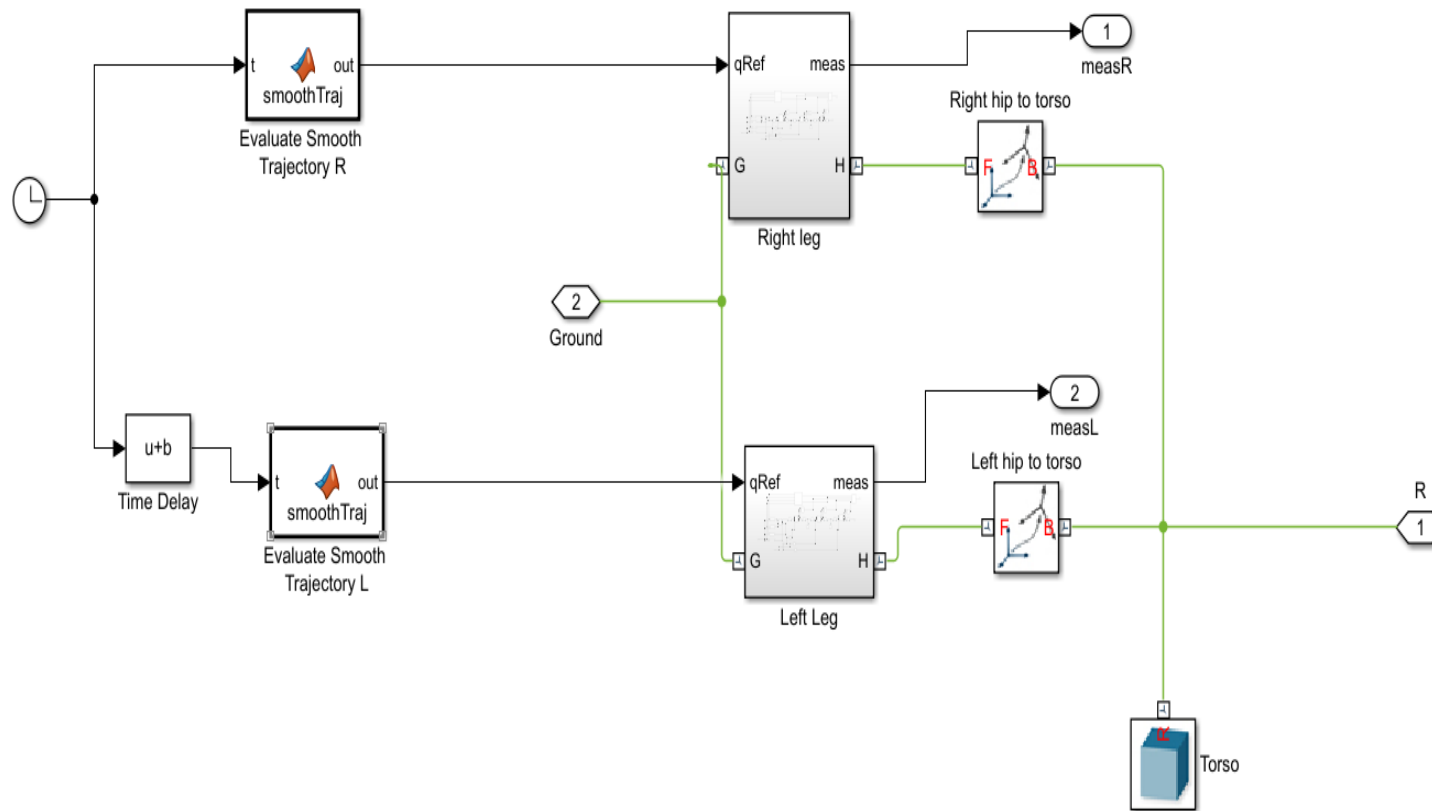 t
out
smoothTraj
Evaluate Smooth
Trajectory R
qRef
meas
G
H
Right leg
1
measR
Right hip to torso
F
B
2
Ground
u+b
Time Delay
t
out
smoothTraj
Evaluate Smooth
Trajectory L
qRef
meas
G
H
Left Leg
2
measL
Left hip to torso
F
B
R
1
R
Torso